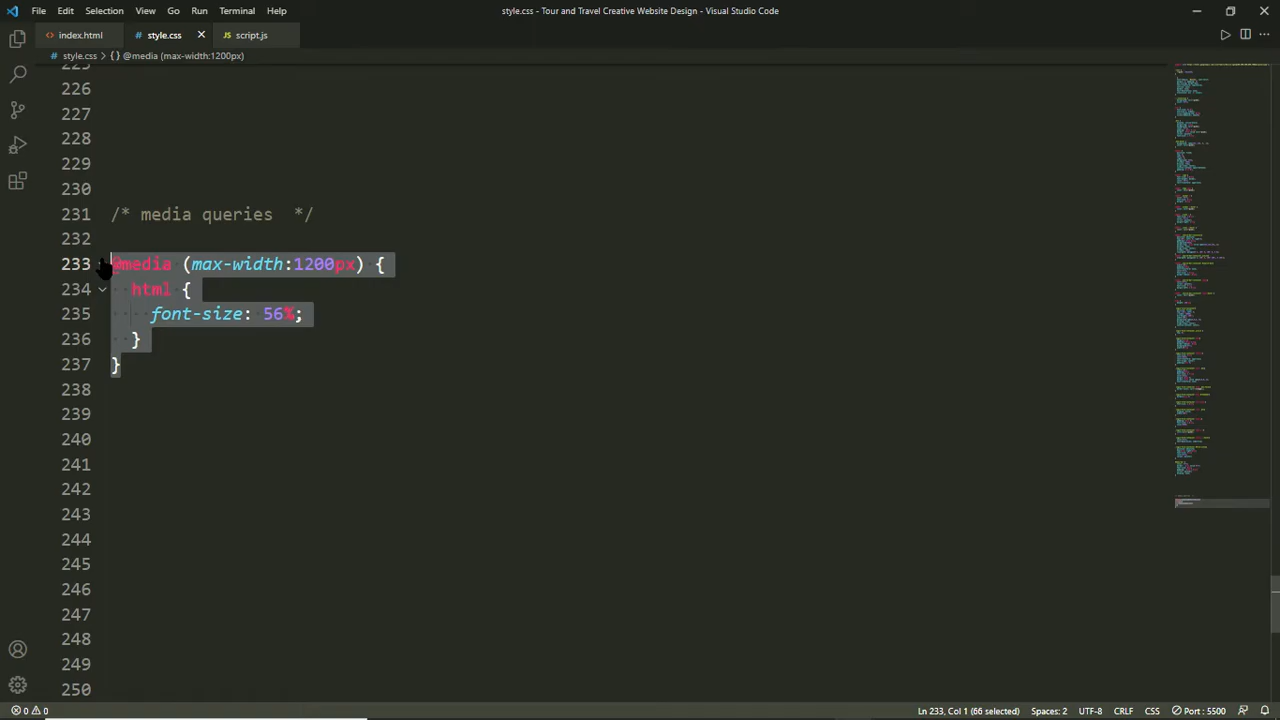 File Edit Selection View Go Run Terminal Help
style.css - Tour and Travel Creative Website Design - Visual Studio Code
index.html
style.css
script.js
style.css > {} @media (max-width:1200px)
225
226
227
228
229
230
231 /* media queries  */
232
233 @media (max-width:1200px) {
234 html {
235 font-size: 56%;
236 }
237 }
238
239
240
241
242
243
244
245
246
247
248
249
250
0 0 Ln 233, Col 1 (66 selected) Spaces: 2 UTF-8 CRLF CSS Port : 5500